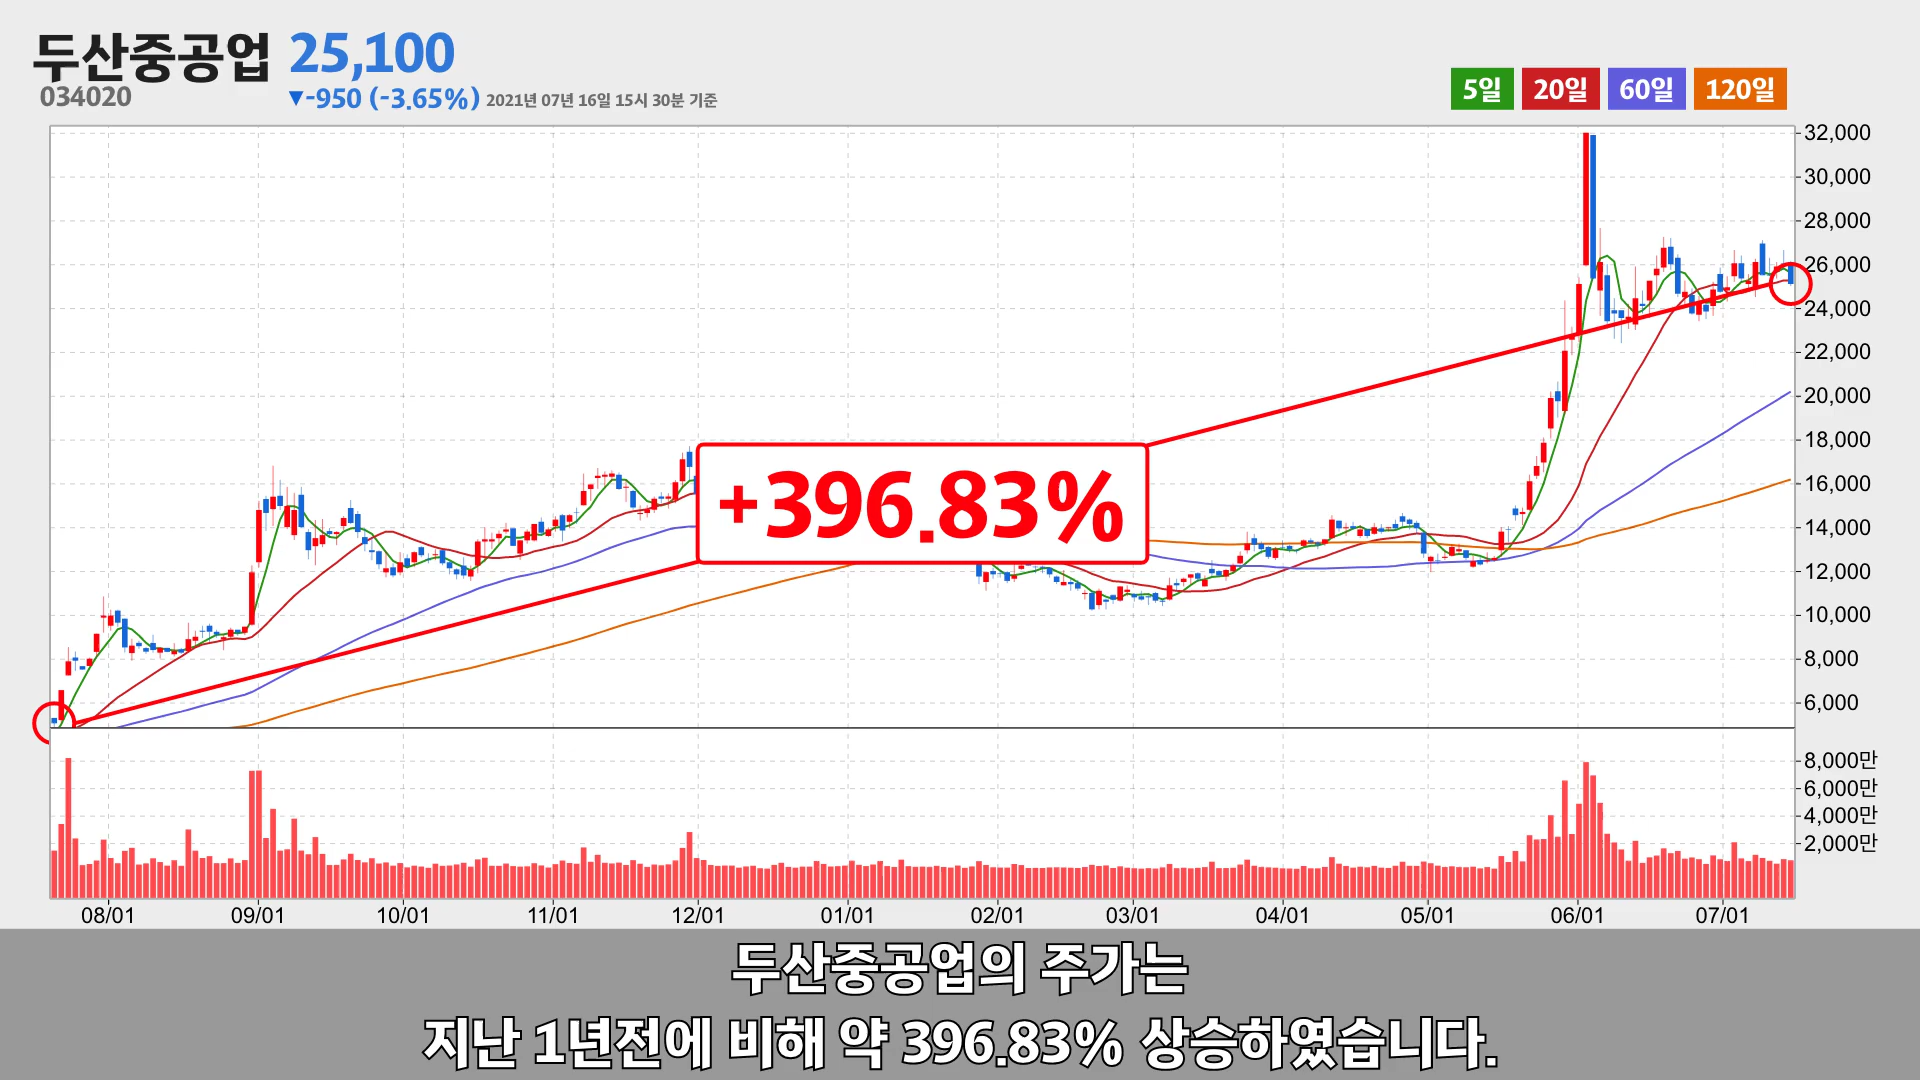 두산중공업 25,100
034020 ▼-950 (-3.65%) 2021년 07년 16일 15시 30분 기준
5일 20일 60일 120일
32,000
30,000
28,000
26,000
24,000
22,000
20,000
18,000
16,000
14,000
12,000
10,000
8,000
6,000
+396.83%
8,000만
6,000만
4,000만
2,000만
08/01 09/01 10/01 11/01 12/01 01/01 02/01 03/01 04/01 05/01 06/01 07/01
두산중공업의 주가는
지난 1년전에 비해 약 396.83% 상승하였습니다.